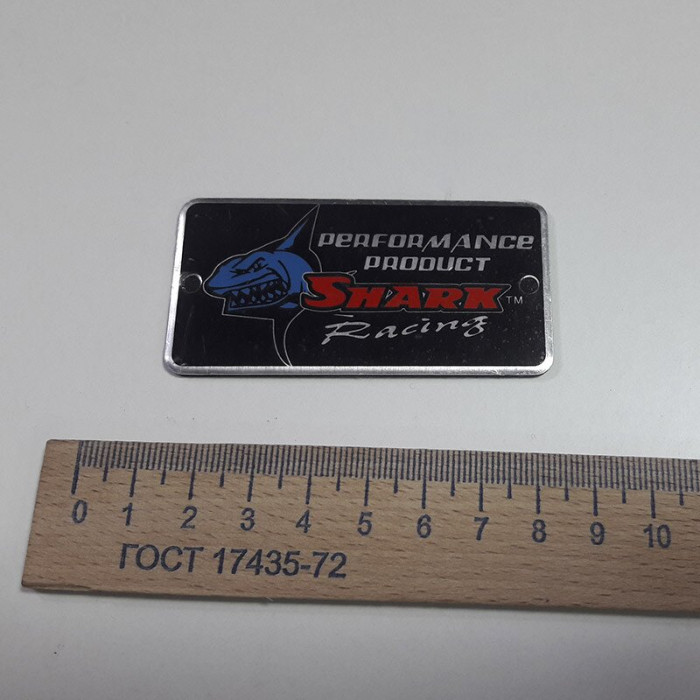 PERFORMANCE
PRODUCT
SHARK™
Racing
0 1 2 3 4 5 6 7 8 9 10
ГОСТ 17435-72